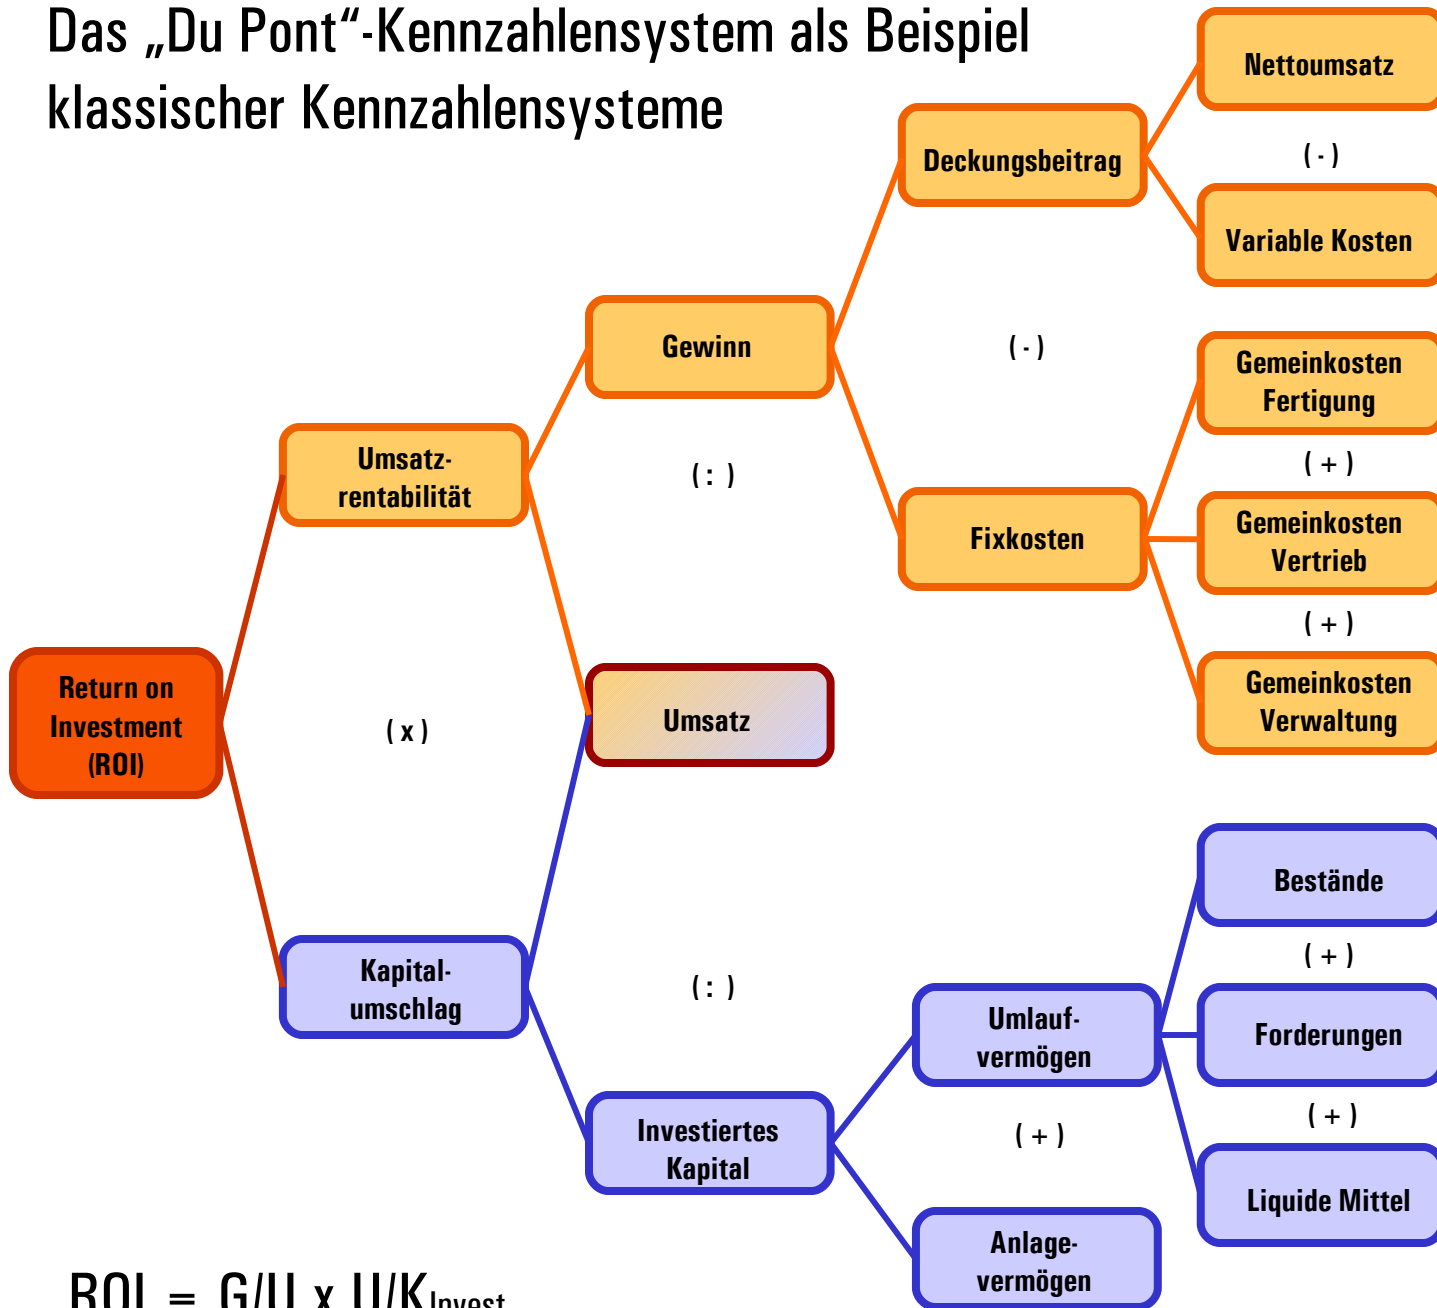 Das „Du Pont“-Kennzahlensystem als Beispiel
klassischer Kennzahlensysteme
Nettoumsatz
( - )
Deckungsbeitrag
Variable Kosten
Gewinn
( - )
Gemeinkosten
Fertigung
( + )
Umsatz-
rentabilität
( : )
Fixkosten
Gemeinkosten
Vertrieb
( + )
Return on
Investment
(ROI)
( x )
Umsatz
Gemeinkosten
Verwaltung
Bestände
( + )
Kapital-
umschlag
( : )
Umlauf-
vermögen
Forderungen
( + )
Investiertes
Kapital
( + )
Liquide Mittel
Anlage-
vermögen
ROI = G/U x U/KInvest